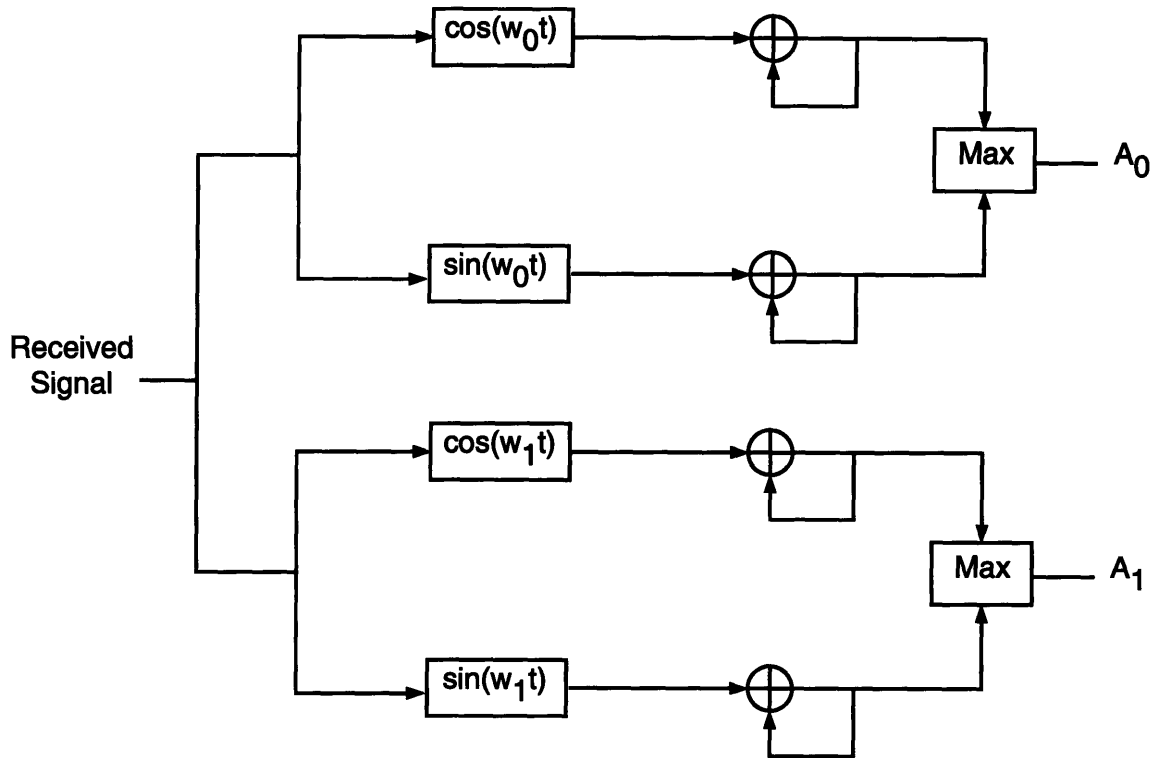 cos(w0t)
Max
A0
sin(w0t)
Received
Signal
cos(w1t)
Max
A1
sin(w1t)